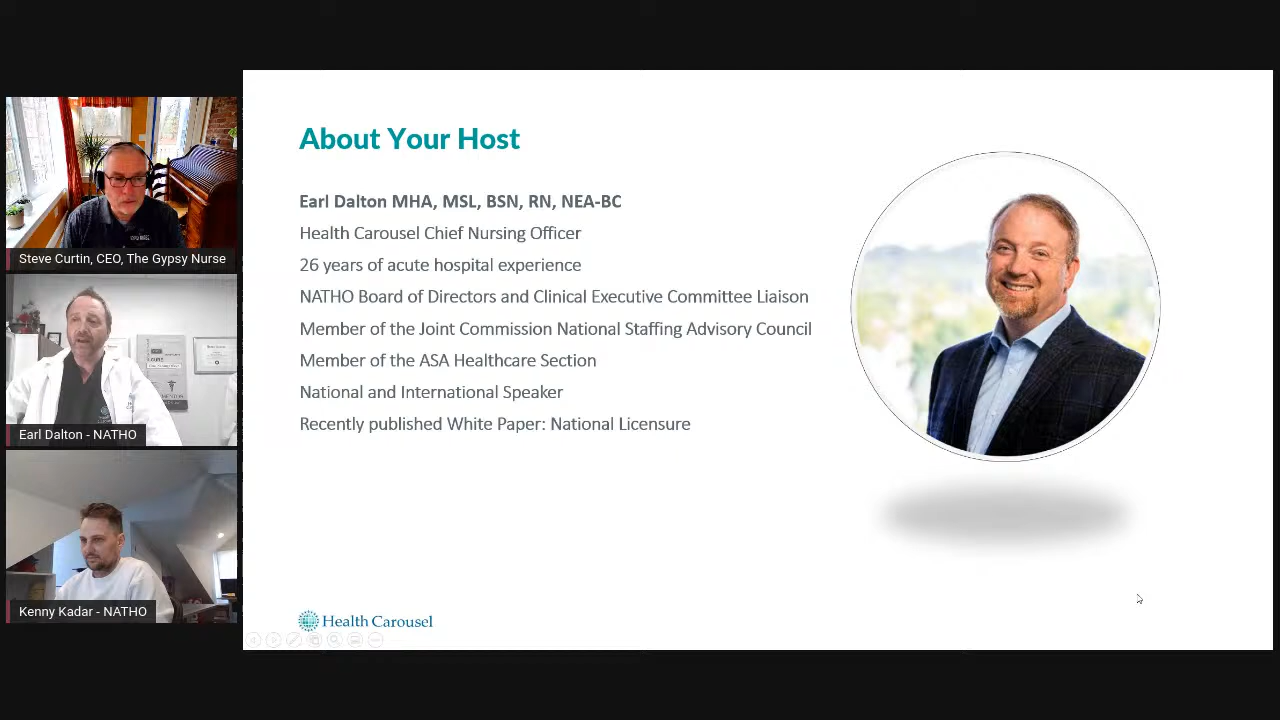 Steve Curtin, CEO, The Gypsy Nurse
Earl Dalton - NATHO
Kenny Kadar - NATHO
About Your Host
Earl Dalton MHA, MSL, BSN, RN, NEA-BC
Health Carousel Chief Nursing Officer
26 years of acute hospital experience
NATHO Board of Directors and Clinical Executive Committee Liaison
Member of the Joint Commission National Staffing Advisory Council
Member of the ASA Healthcare Section
National and International Speaker
Recently published White Paper: National Licensure
Health Carousel